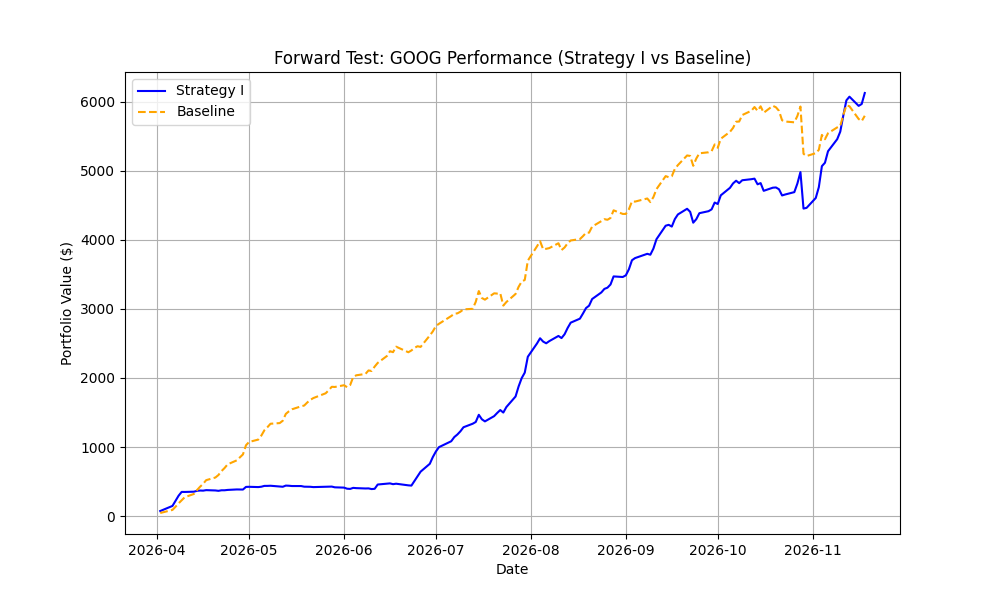 Forward Test: GOOG Performance (Strategy I vs Baseline)
Strategy I
Baseline
Portfolio Value ($)
6000
5000
4000
3000
2000
1000
0
2026-04 2026-05 2026-06 2026-07 2026-08 2026-09 2026-10 2026-11
Date